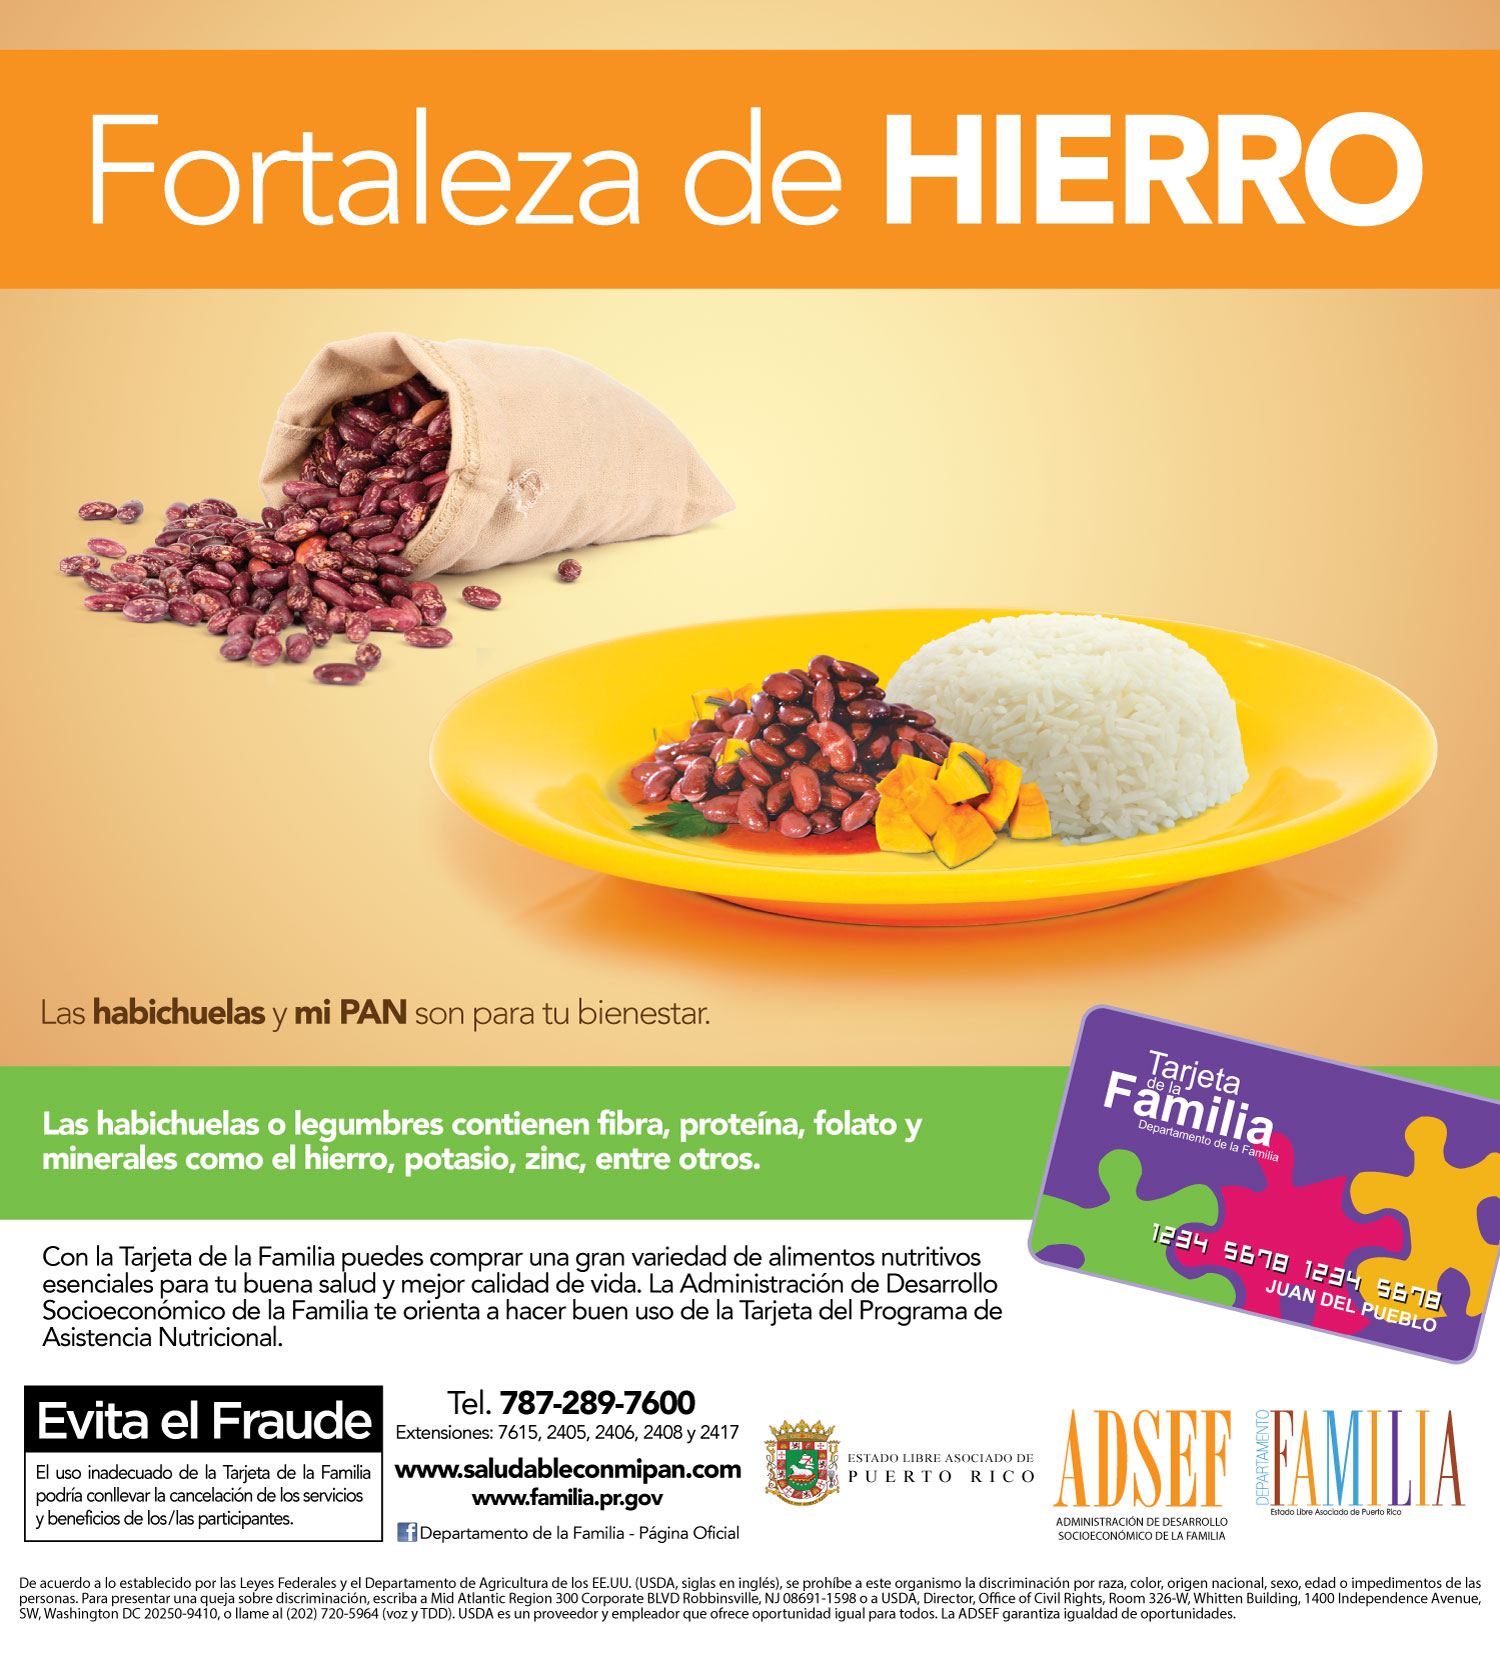 Fortaleza de HIERRO
Las habichuelas y mi PAN son para tu bienestar.
Las habichuelas o legumbres contienen fibra, proteína, folato y
minerales como el hierro, potasio, zinc, entre otros.
Tarjeta
de la
Familia
Departamento de la Familia
1234 5678 1234 5678
JUAN DEL PUEBLO
Con la Tarjeta de la Familia puedes comprar una gran variedad de alimentos nutritivos
esenciales para tu buena salud y mejor calidad de vida. La Administración de Desarrollo
Socioeconómico de la Familia te orienta a hacer buen uso de la Tarjeta del Programa de
Asistencia Nutricional.
Evita el Fraude
El uso inadecuado de la Tarjeta de la Familia
podría conllevar la cancelación de los servicios
y beneficios de los/las participantes.
Tel. 787-289-7600
Extensiones: 7615, 2405, 2406, 2408 y 2417
www.saludableconmipan.com
www.familia.pr.gov
Departamento de la Familia - Página Oficial
ESTADO LIBRE ASOCIADO DE
PUERTO RICO
ADSEF
ADMINISTRACIÓN DE DESARROLLO
SOCIOECONÓMICO DE LA FAMILIA
DEPARTAMENTO
FAMILIA
Estado Libre Asociado de Puerto Rico
De acuerdo a lo establecido por las Leyes Federales y el Departamento de Agricultura de los EE.UU. (USDA, siglas en inglés), se prohíbe a este organismo la discriminación por raza, color, origen nacional, sexo, edad o impedimentos de las
personas. Para presentar una queja sobre discriminación, escriba a Mid Atlantic Region 300 Corporate BLVD Robbinsville, NJ 08691-1598 o a USDA, Director, Office of Civil Rights, Room 326-W, Whitten Building, 1400 Independence Avenue,
SW, Washington DC 20250-9410, o llame al (202) 720-5964 (voz y TDD). USDA es un proveedor y empleador que ofrece oportunidad igual para todos. La ADSEF garantiza igualdad de oportunidades.